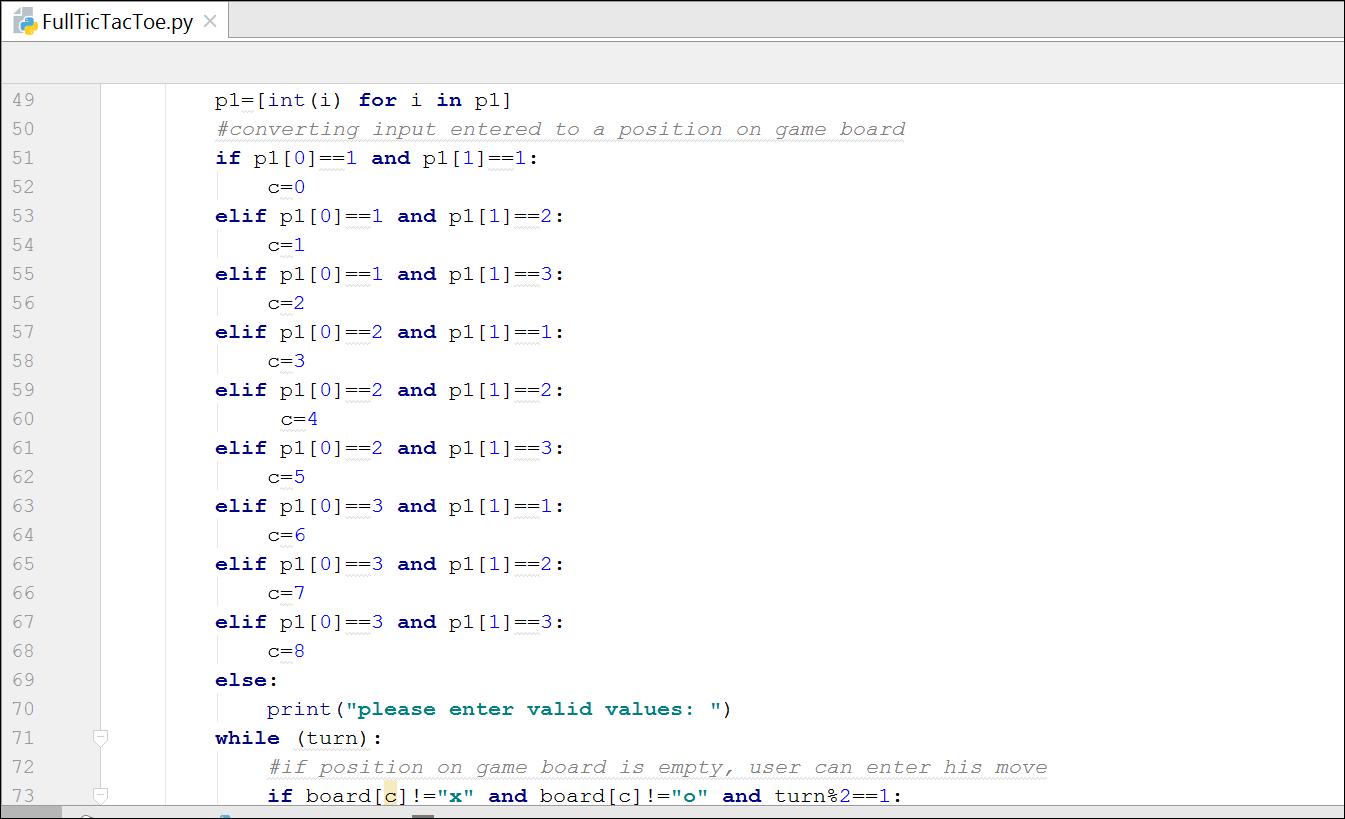 FullTicTacToe.py
49 p1=[int(i) for i in p1]
50 #converting input entered to a position on game board
51 if p1[0]==1 and p1[1]==1:
52 c=0
53 elif p1[0]==1 and p1[1]==2:
54 c=1
55 elif p1[0]==1 and p1[1]==3:
56 c=2
57 elif p1[0]==2 and p1[1]==1:
58 c=3
59 elif p1[0]==2 and p1[1]==2:
60 c=4
61 elif p1[0]==2 and p1[1]==3:
62 c=5
63 elif p1[0]==3 and p1[1]==1:
64 c=6
65 elif p1[0]==3 and p1[1]==2:
66 c=7
67 elif p1[0]==3 and p1[1]==3:
68 c=8
69 else:
70 print("please enter valid values: ")
71 while (turn):
72 #if position on game board is empty, user can enter his move
73 if board[c]!="x" and board[c]!="o" and turn%2==1: